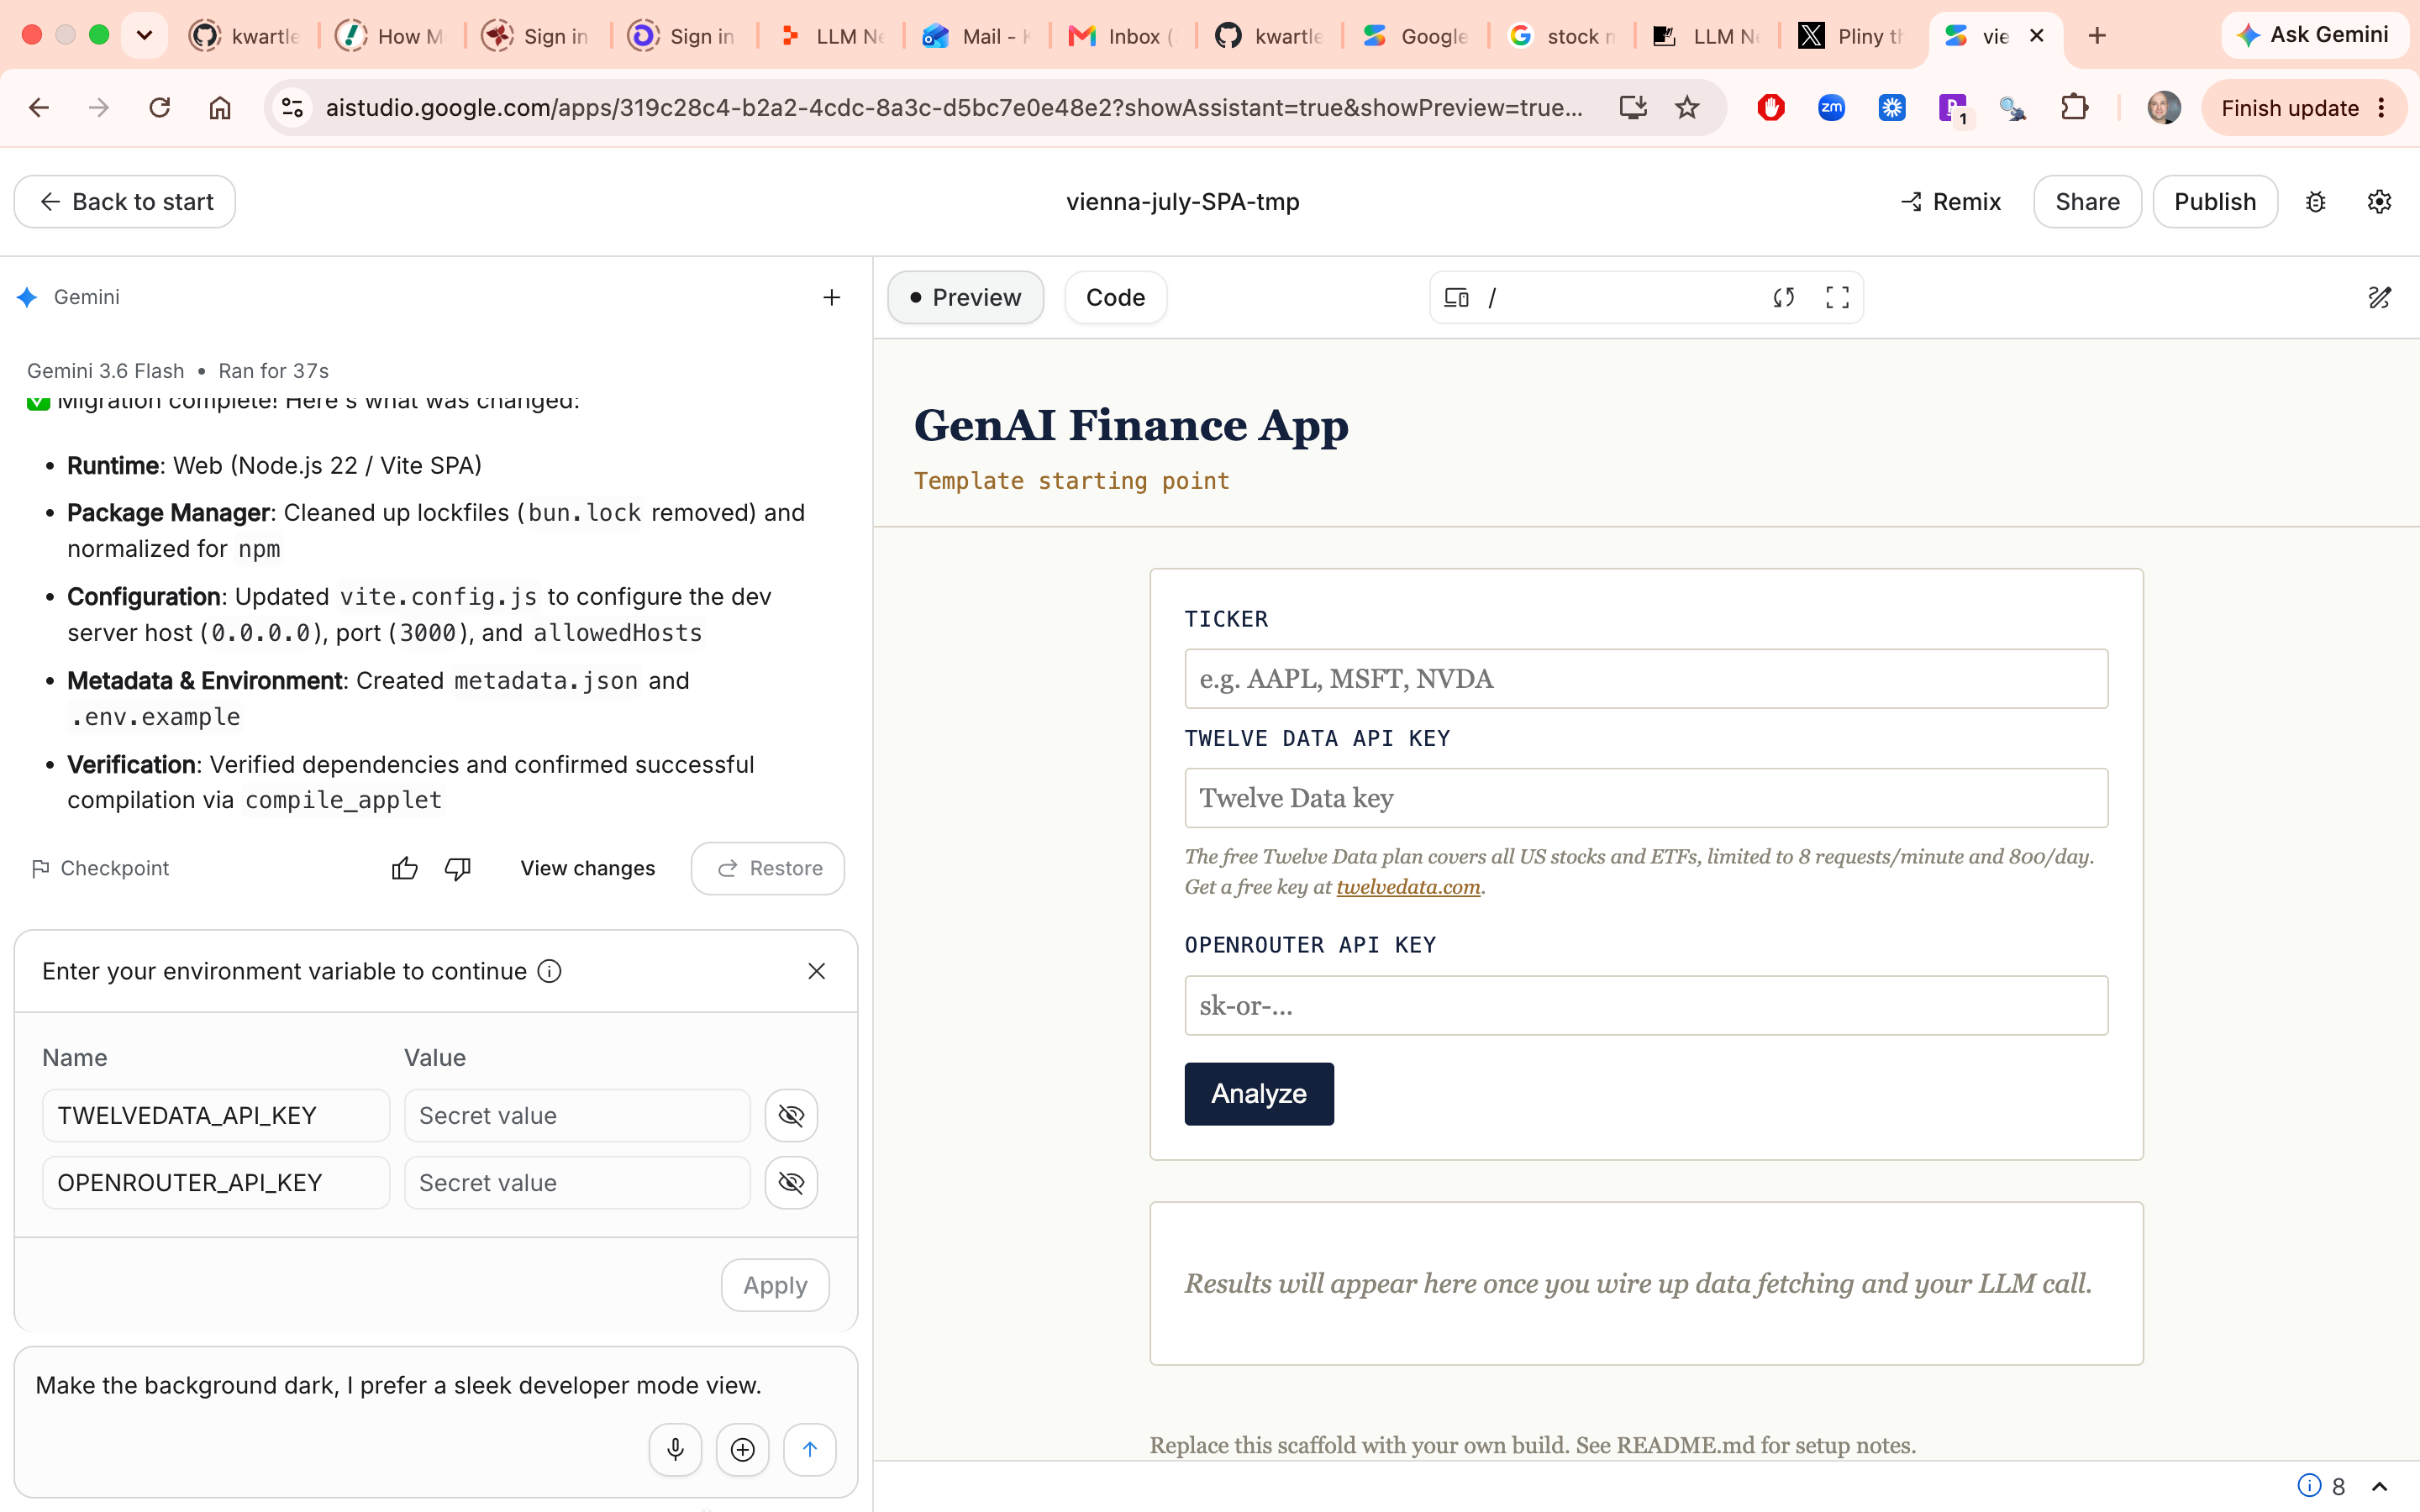 kwartle
How M
Sign in
Sign in
LLM Ne
Mail - K
Inbox (
kwartle
Google
stock m
LLM Ne
Pliny th
vie
Ask Gemini
aistudio.google.com/apps/319c28c4-b2a2-4cdc-8a3c-d5bc7e0e48e2?showAssistant=true&showPreview=true...
zm
1
Finish update
Back to start
vienna-july-SPA-tmp
Remix
Share
Publish
Gemini
Gemini 3.6 Flash • Ran for 37s
✅ Migration complete! Here's what was changed:
• Runtime: Web (Node.js 22 / Vite SPA)
• Package Manager: Cleaned up lockfiles (bun.lock removed) and
normalized for npm
• Configuration: Updated vite.config.js to configure the dev
server host (0.0.0.0), port (3000), and allowedHosts
• Metadata & Environment: Created metadata.json and
.env.example
• Verification: Verified dependencies and confirmed successful
compilation via compile_applet
Checkpoint
View changes
Restore
Enter your environment variable to continue
Name
Value
TWELVEDATA_API_KEY
Secret value
OPENROUTER_API_KEY
Secret value
Apply
Make the background dark, I prefer a sleek developer mode view.
Preview
Code
/
GenAI Finance App
Template starting point
TICKER
e.g. AAPL, MSFT, NVDA
TWELVE DATA API KEY
Twelve Data key
The free Twelve Data plan covers all US stocks and ETFs, limited to 8 requests/minute and 800/day.
Get a free key at twelvedata.com.
OPENROUTER API KEY
sk-or-...
Analyze
Results will appear here once you wire up data fetching and your LLM call.
Replace this scaffold with your own build. See README.md for setup notes.
8